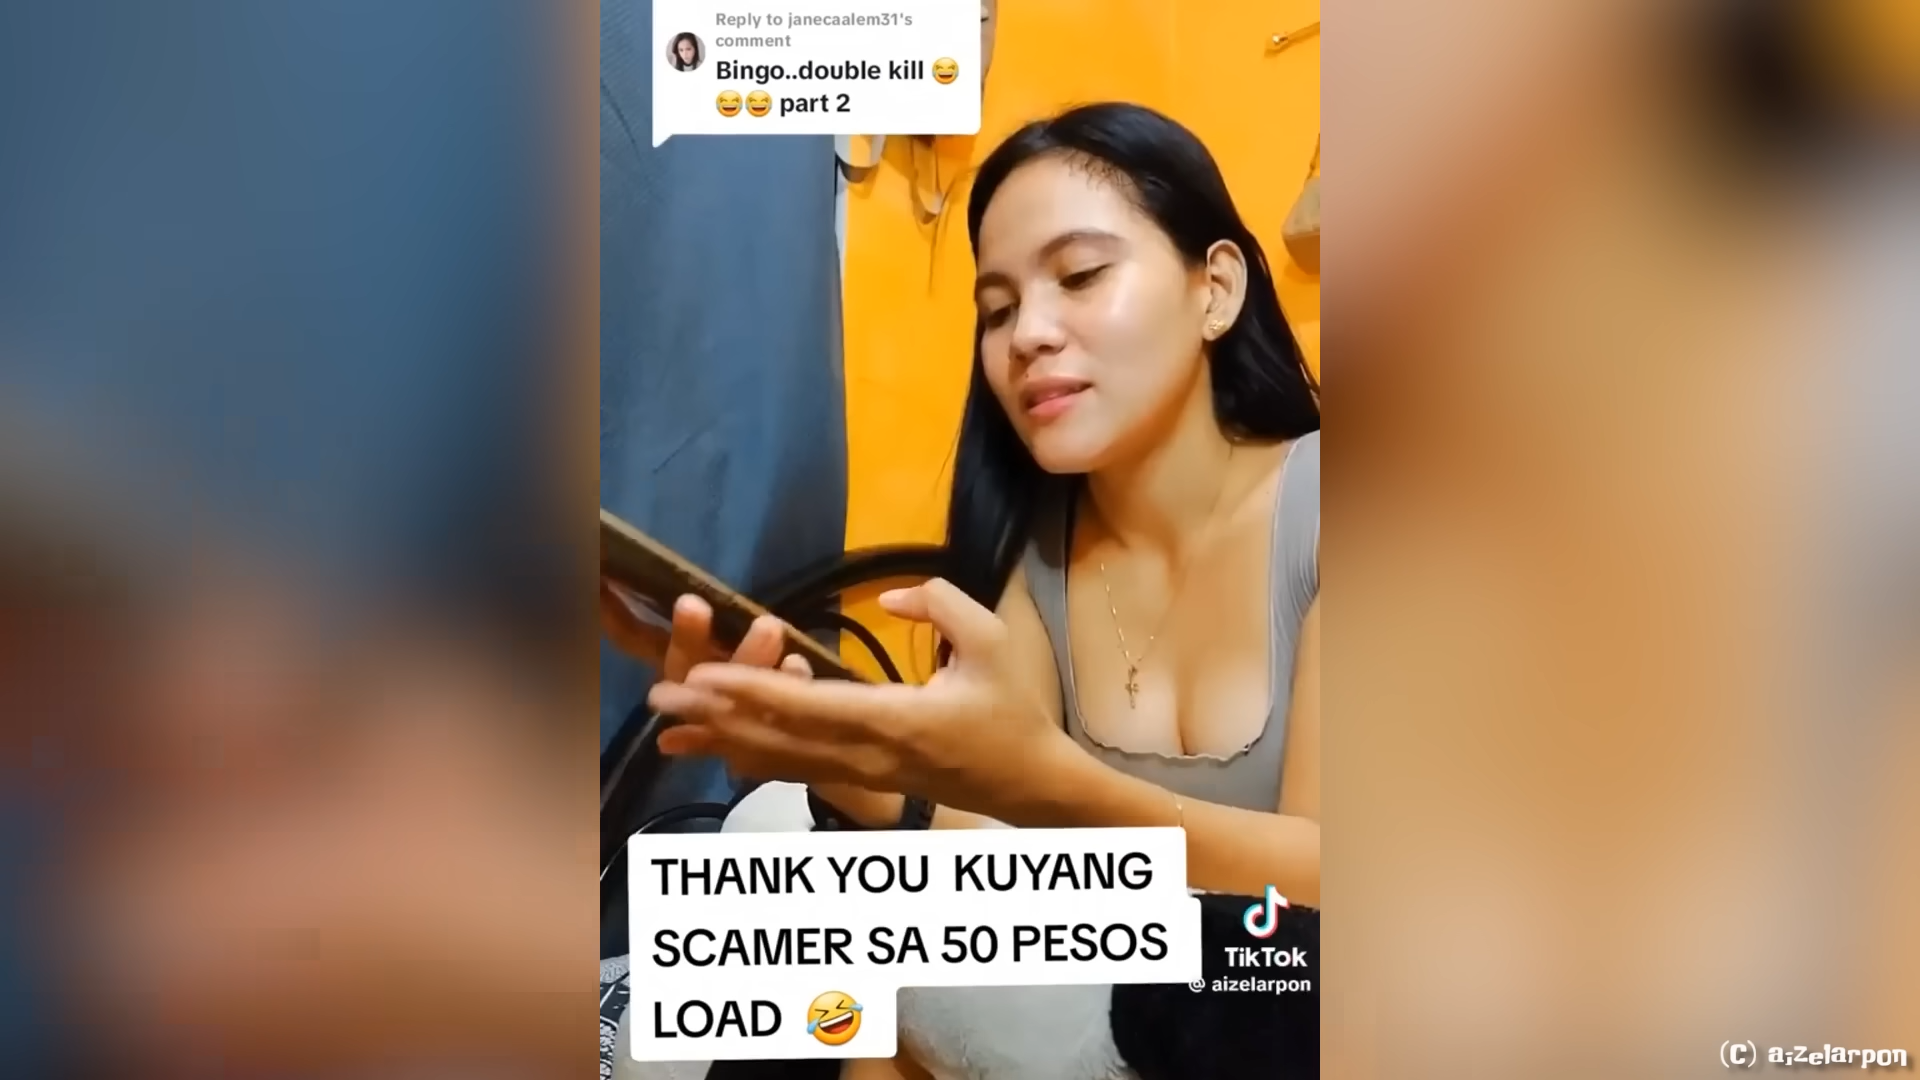 Reply to janecaalem31's
comment
Bingo..double kill 😂
😂😂 part 2
THANK YOU KUYANG
SCAMER SA 50 PESOS
LOAD 🤣
TikTok
@ aizelarpon
(C) aizelarpon